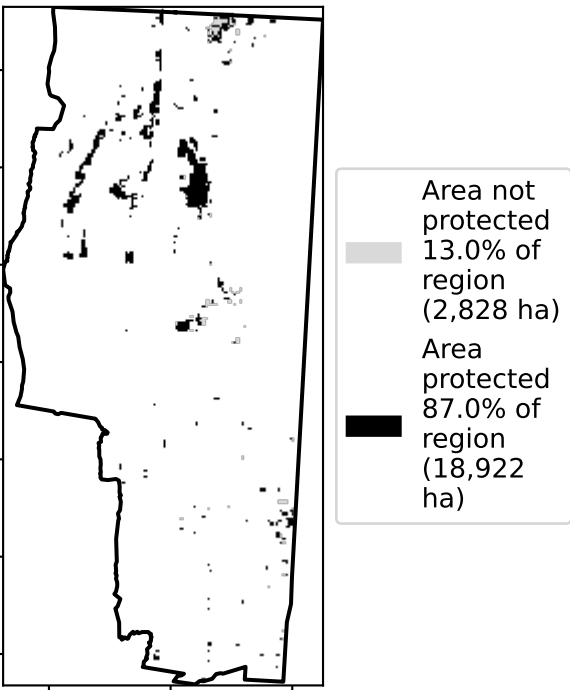 Area not
protected
13.0% of
region
(2,828 ha)
Area
protected
87.0% of
region
(18,922
ha)